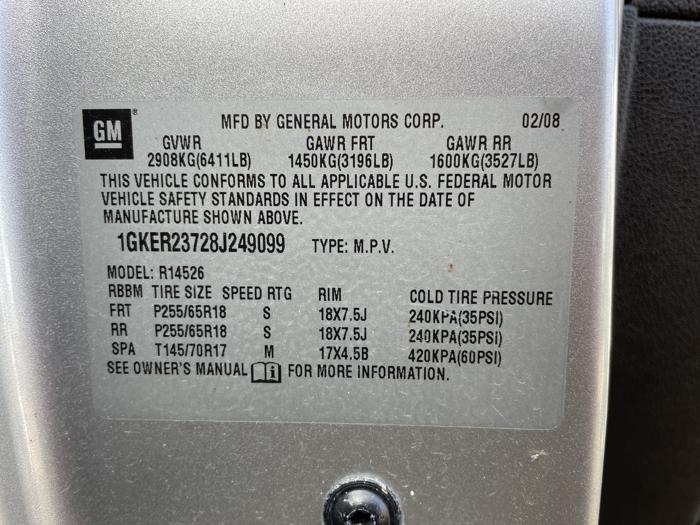 GM ®
MFD BY GENERAL MOTORS CORP. 02/08
GVWR GAWR FRT GAWR RR
2908KG(6411LB) 1450KG(3196LB) 1600KG(3527LB)
THIS VEHICLE CONFORMS TO ALL APPLICABLE U.S. FEDERAL MOTOR
VEHICLE SAFETY STANDARDS IN EFFECT ON THE DATE OF
MANUFACTURE SHOWN ABOVE.
1GKER23728J249099 TYPE: M.P.V.
MODEL: R14526
RBBM TIRE SIZE SPEED RTG RIM COLD TIRE PRESSURE
FRT P255/65R18 S 18X7.5J 240KPA(35PSI)
RR P255/65R18 S 18X7.5J 240KPA(35PSI)
SPA T145/70R17 M 17X4.5B 420KPA(60PSI)
SEE OWNER'S MANUAL i FOR MORE INFORMATION.